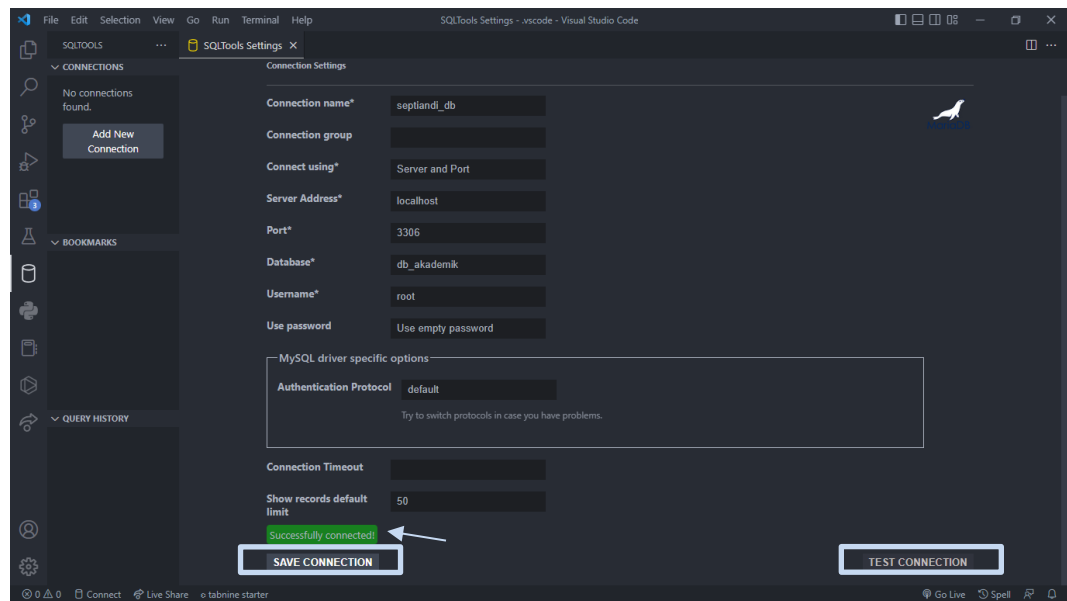 File Edit Selection View Go Run Terminal Help
SQLTools Settings - .vscode - Visual Studio Code
SQLTOOLS
SQLTools Settings
CONNECTIONS
No connections
found.
Add New
Connection
BOOKMARKS
QUERY HISTORY
3
Connection Settings
Connection name* septiandi_db
Connection group
Connect using* Server and Port
Server Address* localhost
Port* 3306
Database* db_akademik
Username* root
Use password Use empty password
MySQL driver specific options
Authentication Protocol default
Try to switch protocols in case you have problems.
Connection Timeout
Show records default
limit
50
Successfully connected!
SAVE CONNECTION
TEST CONNECTION
0 0 Connect Live Share tabnine starter
Go Live Spell